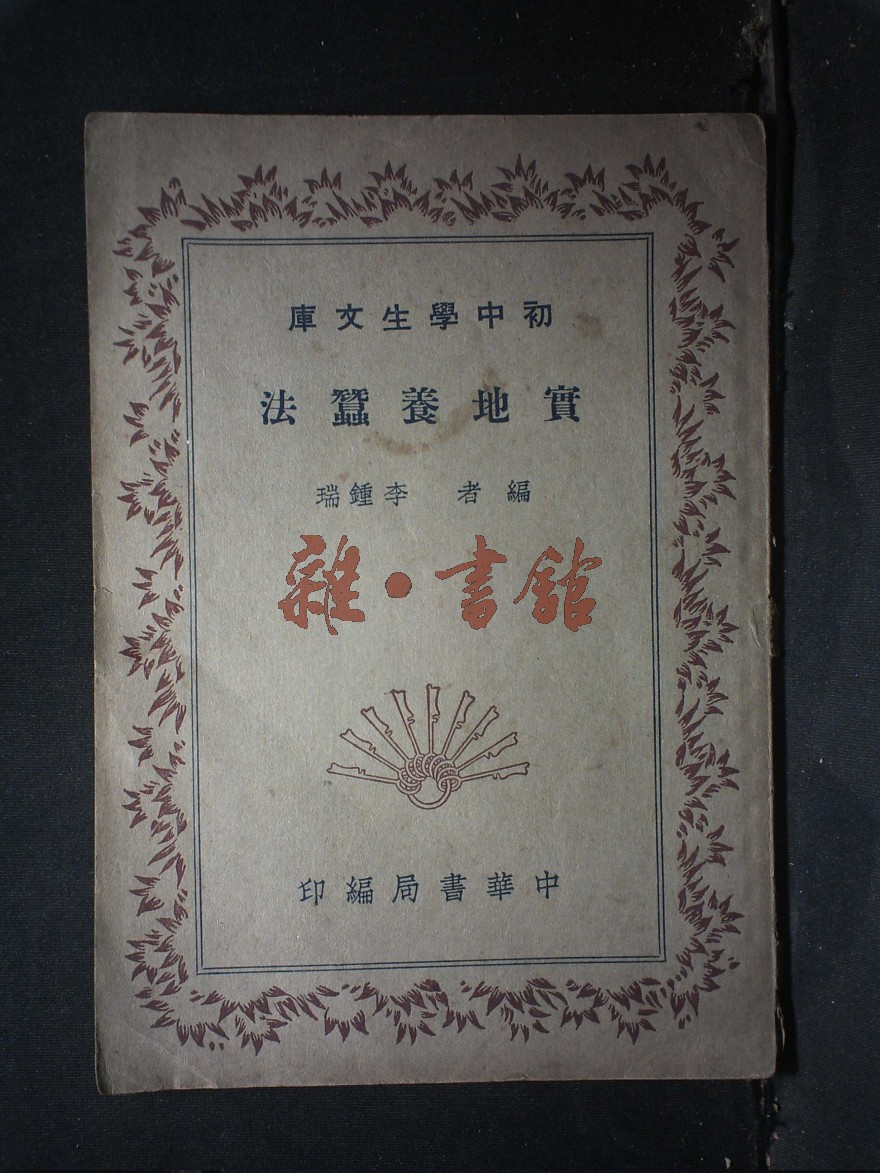 初中學生文庫
實地養蠶法
編者 李鍾瑞
雜·書館
中華書局編印